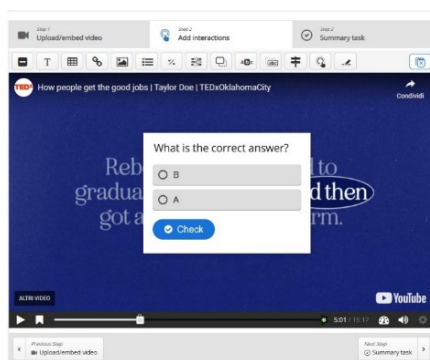 Step 1
Upload/embed video
Step 2
Add interactions
Step 3
Summary task
TEDx How people get the good jobs | Taylor Doe | TEDxOklahomaCity
Condividi
What is the correct answer?
Reb
to
B
gradua
d then
A
got a
rm.
Check
ALTRI VIDEO
YouTube
5:01 / 15:17
Previous Step
Upload/embed video
Next Step
Summary task